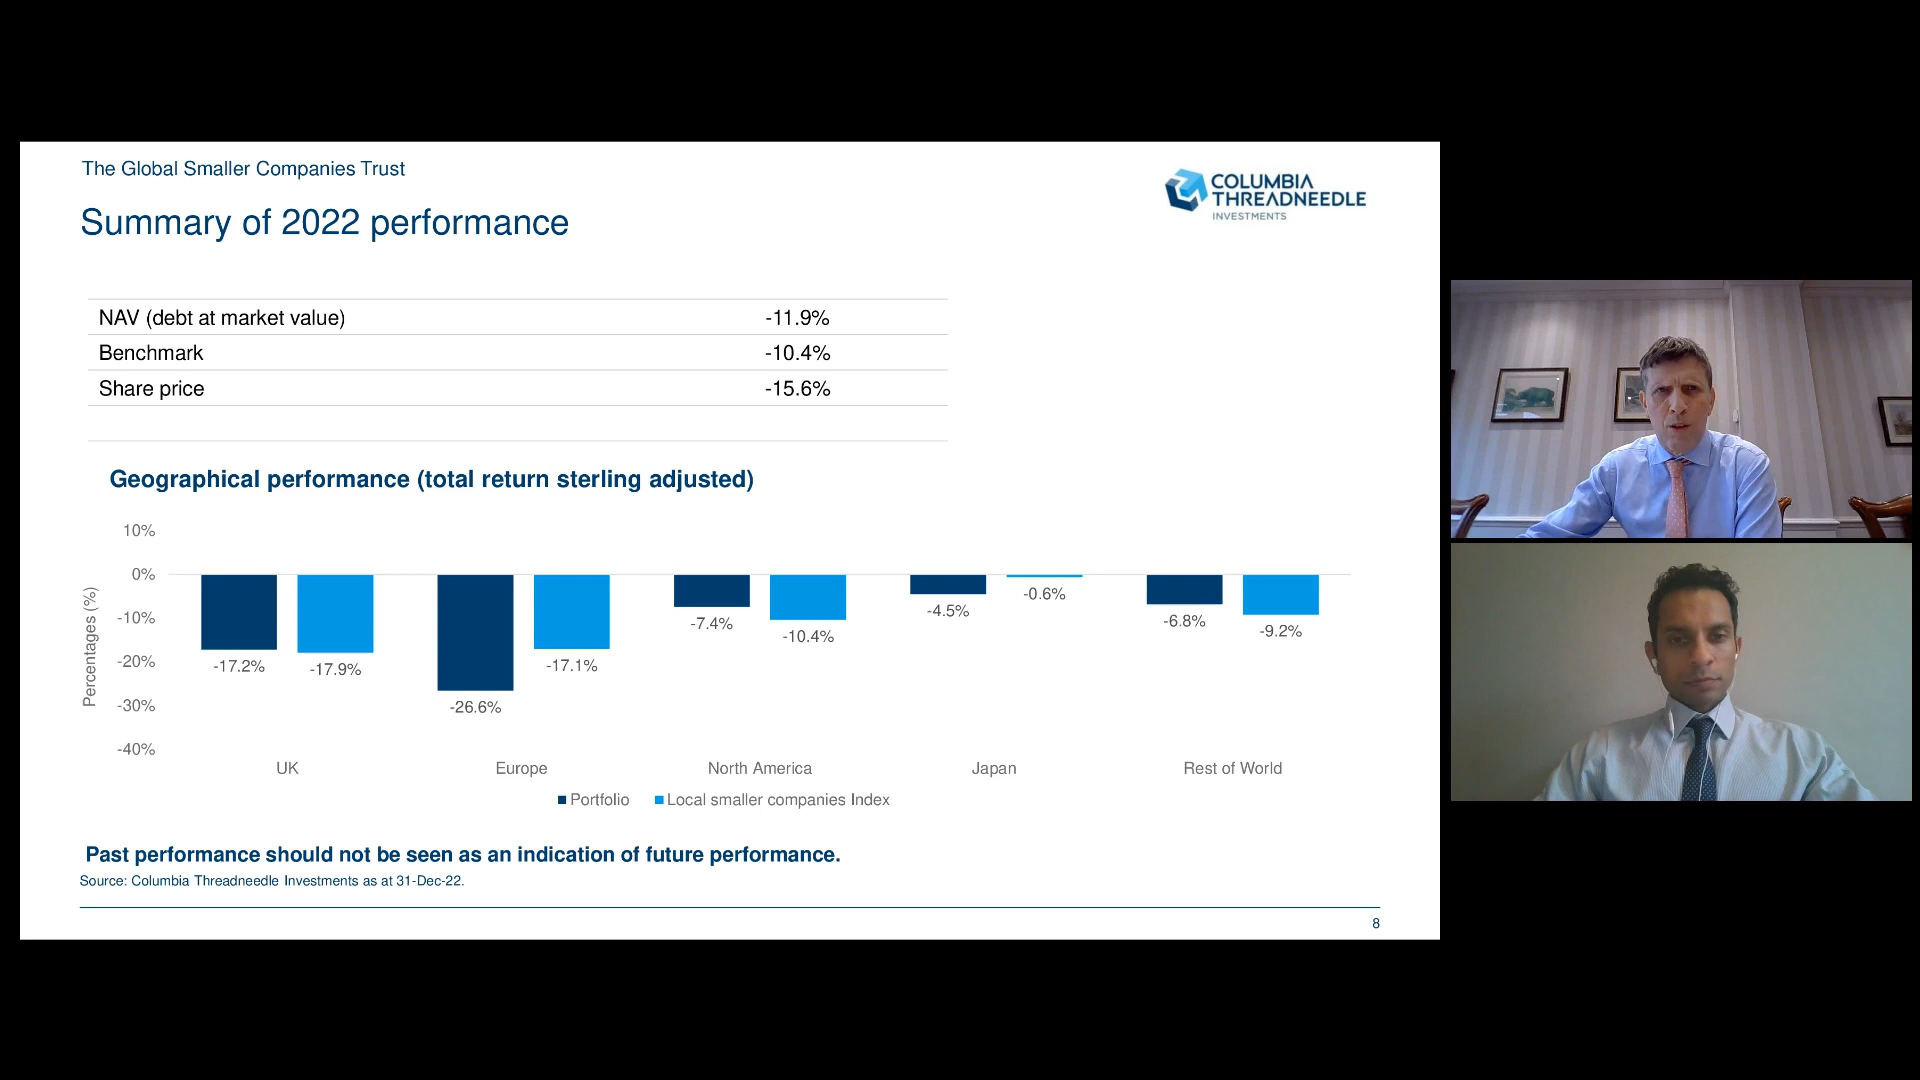 The Global Smaller Companies Trust
COLUMBIA
THREADNEEDLE
INVESTMENTS
Summary of 2022 performance
NAV (debt at market value) -11.9%
Benchmark -10.4%
Share price -15.6%
Geographical performance (total return sterling adjusted)
Percentages (%)
10%
0%
-10%
-20%
-30%
-40%
-17.2% -17.9% -26.6% -17.1% -7.4% -10.4% -4.5% -0.6% -6.8% -9.2%
UK Europe North America Japan Rest of World
Portfolio Local smaller companies Index
Past performance should not be seen as an indication of future performance.
Source: Columbia Threadneedle Investments as at 31-Dec-22.
8